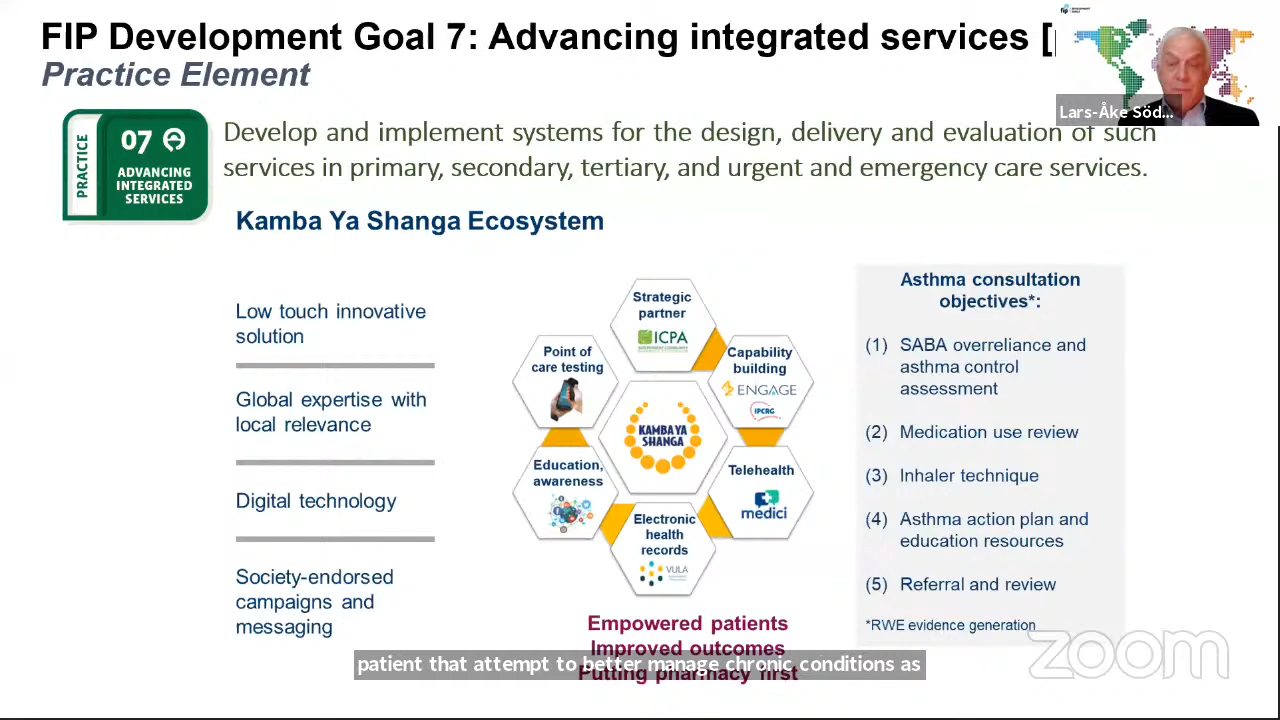 FIP Development Goal 7: Advancing integrated services [
Practice Element
fip
Lars-Åke Söd...
PRACTICE
07
ADVANCING
INTEGRATED
SERVICES
Develop and implement systems for the design, delivery and evaluation of such
services in primary, secondary, tertiary, and urgent and emergency care services.
Kamba Ya Shanga Ecosystem
Low touch innovative
solution
Global expertise with
local relevance
Digital technology
Society-endorsed
campaigns and
messaging
Strategic
partner
ICPA
Point of
care testing
Capability
building
ENGAGE
IPCRG
KAMBA YA
SHANGA
Education,
awareness
Telehealth
medici
Electronic
health
records
VULA
Empowered patients
Improved outcomes
Putting pharmacy first
Asthma consultation
objectives*:
(1) SABA overreliance and
asthma control
assessment
(2) Medication use review
(3) Inhaler technique
(4) Asthma action plan and
education resources
(5) Referral and review
*RWE evidence generation
patient that attempt to better manage chronic conditions as
zoom